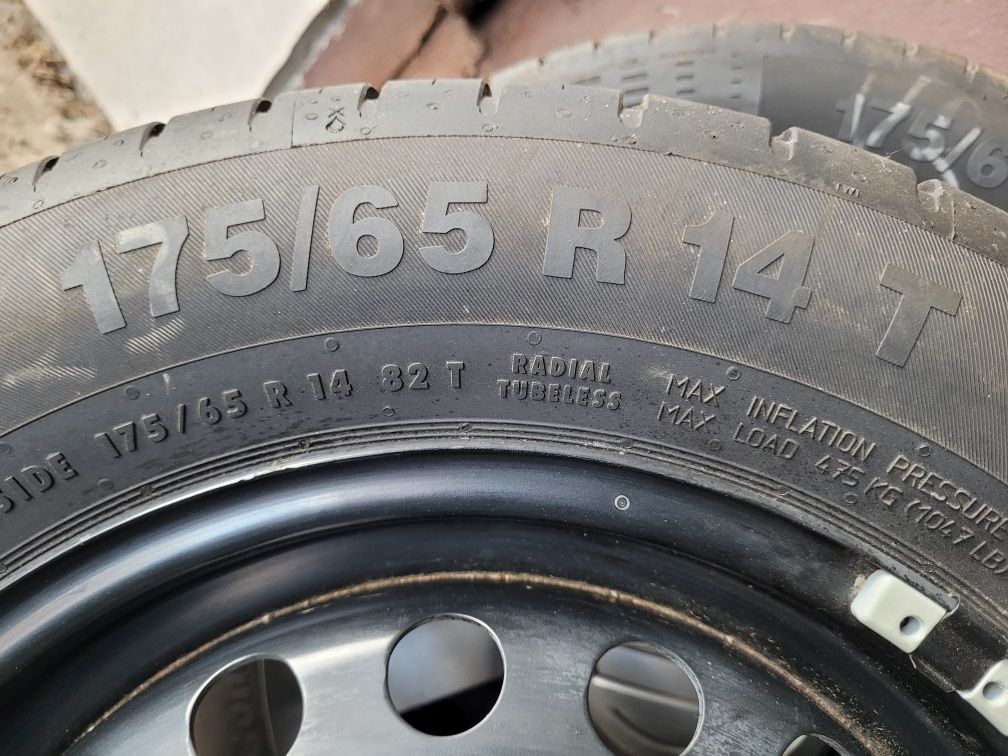 175/65 R 14 T
175/6
SIDE 175/65 R 14 82 T
RADIAL
TUBELESS
MAX INFLATION PRESSURE
MAX LOAD 475 KG (1047 LB)